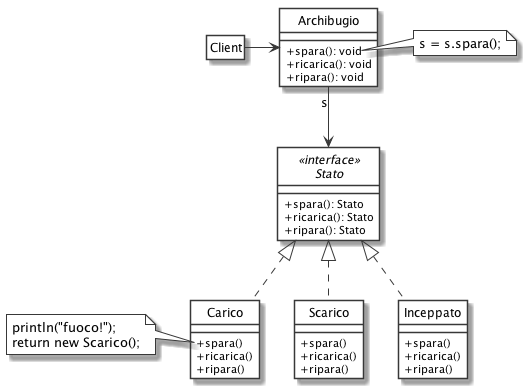 Archibugio
+spara(): void
+ricarica(): void
+ripara(): void
Client
s = s.spara();
s
«interface»
Stato
+spara(): Stato
+ricarica(): Stato
+ripara(): Stato
Carico
+spara()
+ricarica()
+ripara()
Scarico
+spara()
+ricarica()
+ripara()
Inceppato
+spara()
+ricarica()
+ripara()
println("fuoco!");
return new Scarico();